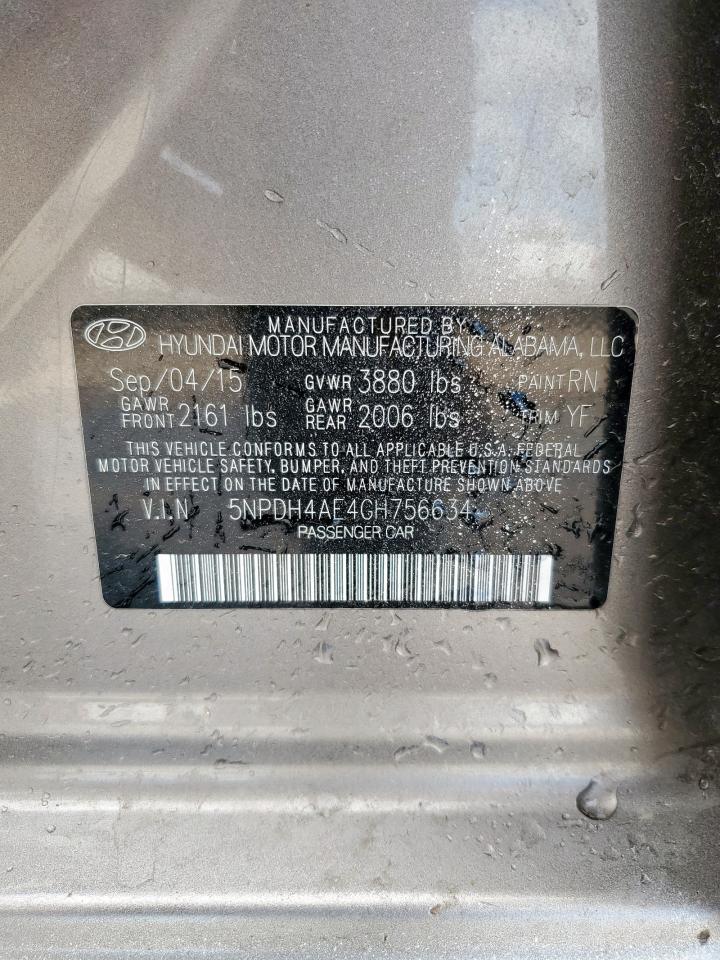 MANUFACTURED BY
HYUNDAI MOTOR MANUFACTURING ALABAMA, LLC
Sep/04/15 GVWR 3880 lbs PAINT RN
GAWR FRONT 2161 lbs GAWR REAR 2006 lbs TRIM YF
THIS VEHICLE CONFORMS TO ALL APPLICABLE U.S.A. FEDERAL
MOTOR VEHICLE SAFETY, BUMPER, AND THEFT PREVENTION STANDARDS
IN EFFECT ON THE DATE OF MANUFACTURE SHOWN ABOVE
V.I.N 5NPDH4AE4GH756634
PASSENGER CAR